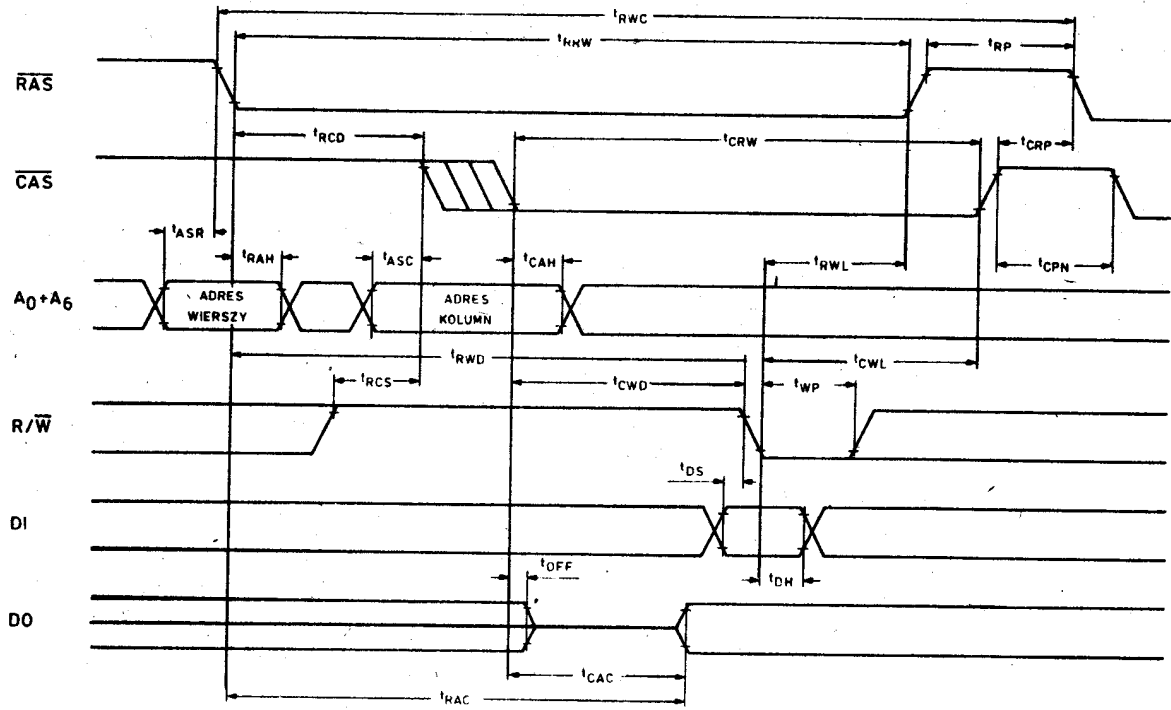 tRWC
tRRW
tRP
RAS
tRCD
tCRW
tCRP
CAS
tASR
tRAH
tASC
tCAH
tRWL
tCPN
A0÷A6
ADRES
WIERSZY
ADRES
KOLUMN
tRWD
tCWL
tRCS
tCWD
tWP
R/W
tDS
DI
tOFF
tDH
DO
tCAC
tRAC